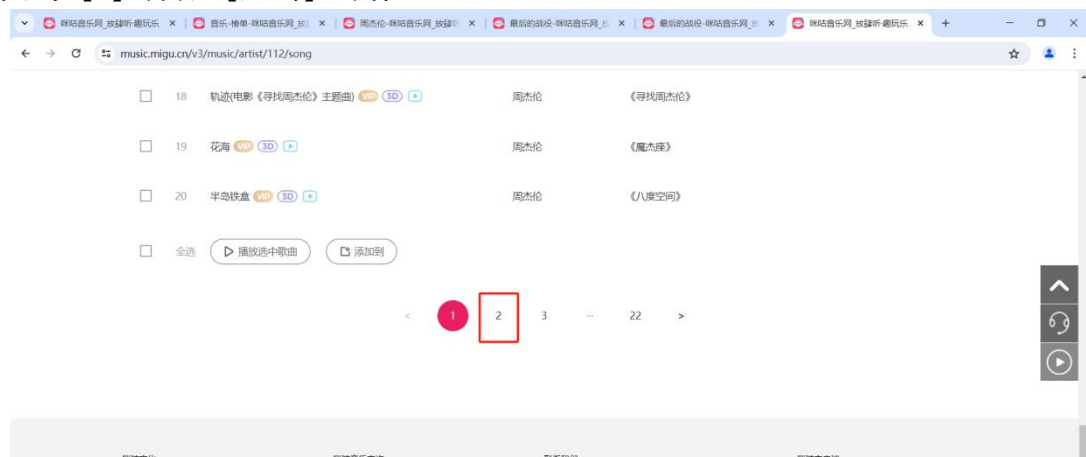 咪咕音乐网_放肆听·趣玩乐
音乐-榜单-咪咕音乐网_放
周杰伦-咪咕音乐网_放肆听
最后的战役-咪咕音乐网_放
最后的战役-咪咕音乐网_放
咪咕音乐网_放肆听·趣玩乐
music.migu.cn/v3/music/artist/112/song
18 轨迹(电影《寻找周杰伦》主题曲) VIP 3D 周杰伦 《寻找周杰伦》
19 花海 VIP 3D 周杰伦 《魔杰座》
20 半岛铁盒 VIP 3D 周杰伦 《八度空间》
全选 播放选中歌曲 添加到
< 1 2 3 ··· 22 >